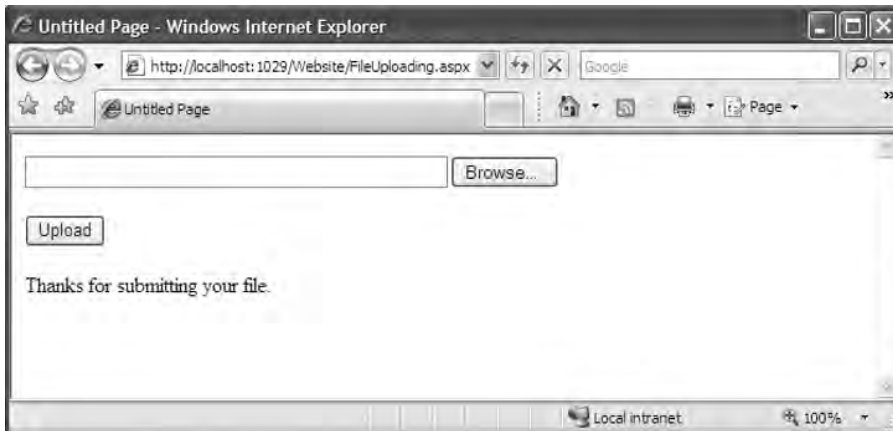 Untitled Page - Windows Internet Explorer
http://localhost:1029/Website/FileUploading.aspx
Google
Untitled Page
Page
Browse...
Upload
Thanks for submitting your file.
Local intranet
100%